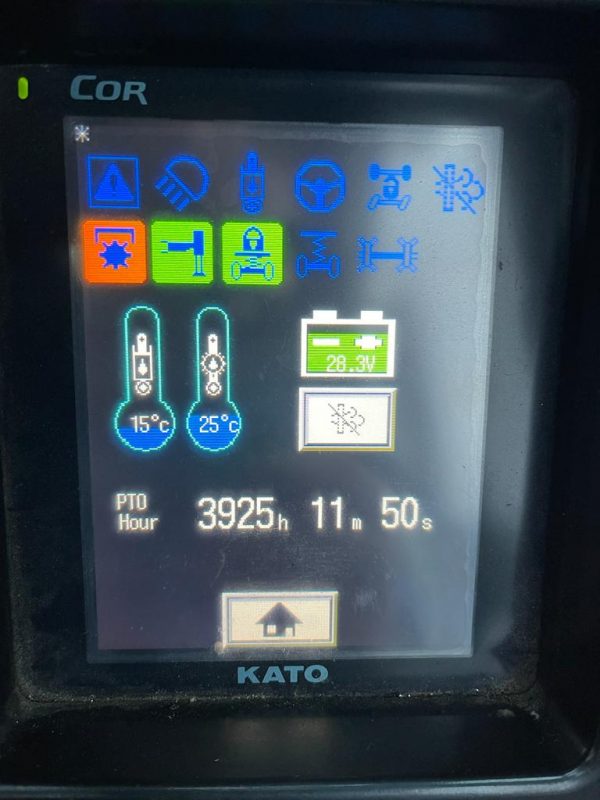 COR
28.3V
15°c 25°c
PTO
Hour 3925h 11m 50s
KATO